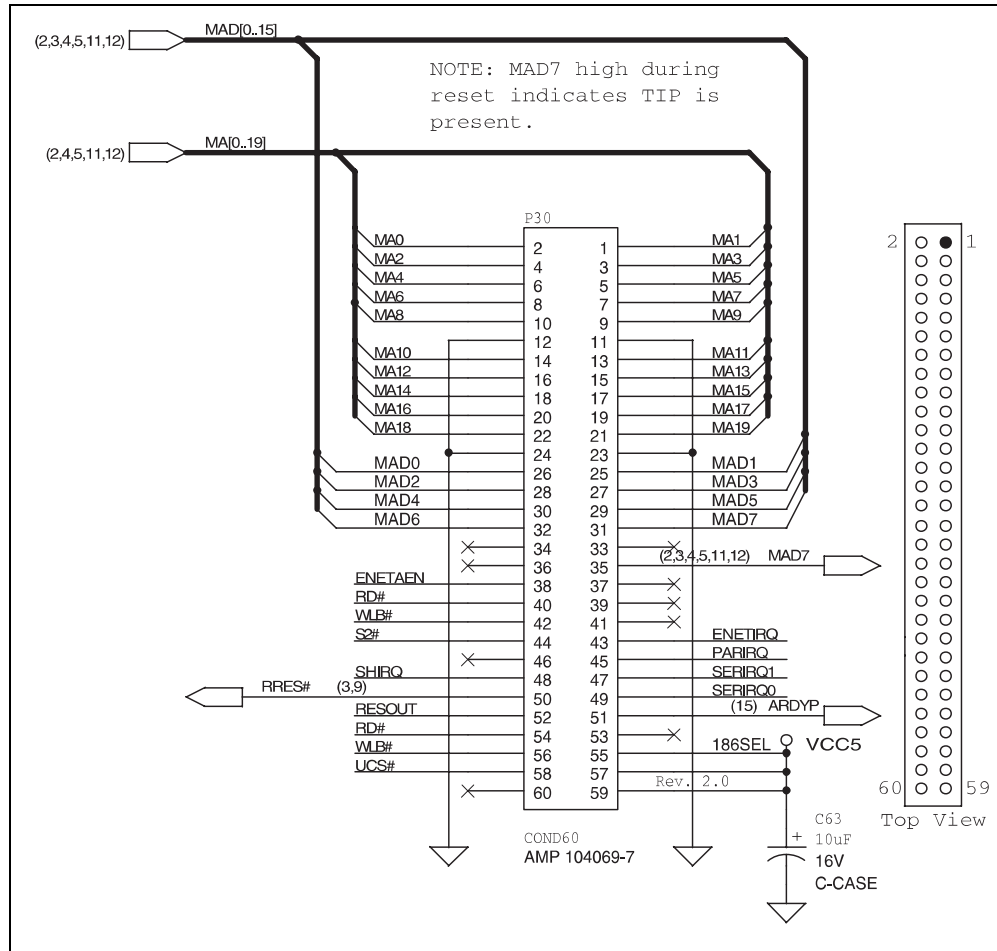 (2,3,4,5,11,12) MAD[0..15]
NOTE: MAD7 high during
reset indicates TIP is
present.
(2,4,5,11,12) MA[0..19]
P30
MA0 2 1 MA1
MA2 4 3 MA3
MA4 6 5 MA5
MA6 8 7 MA7
MA8 10 9 MA9
12 11
MA10 14 13 MA11
MA12 16 15 MA13
MA14 18 17 MA15
MA16 20 19 MA17
MA18 22 21 MA19
24 23
MAD0 26 25 MAD1
MAD2 28 27 MAD3
MAD4 30 29 MAD5
MAD6 32 31 MAD7
34 33
36 35 (2,3,4,5,11,12) MAD7
ENETAEN 38 37
RD# 40 39
WLB# 42 41
S2# 44 43 ENETIRQ
46 45 PARIRQ
SHIRQ 48 47 SERIRQ1
RRES# (3,9) 50 49 SERIRQ0
RESOUT 52 51 (15) ARDYP
RD# 54 53
WLB# 56 55 186SEL VCC5
UCS# 58 57
60 59 Rev. 2.0
COND60
AMP 104069-7
C63
+ 10uF
16V
C-CASE
2 1
60 59
Top View